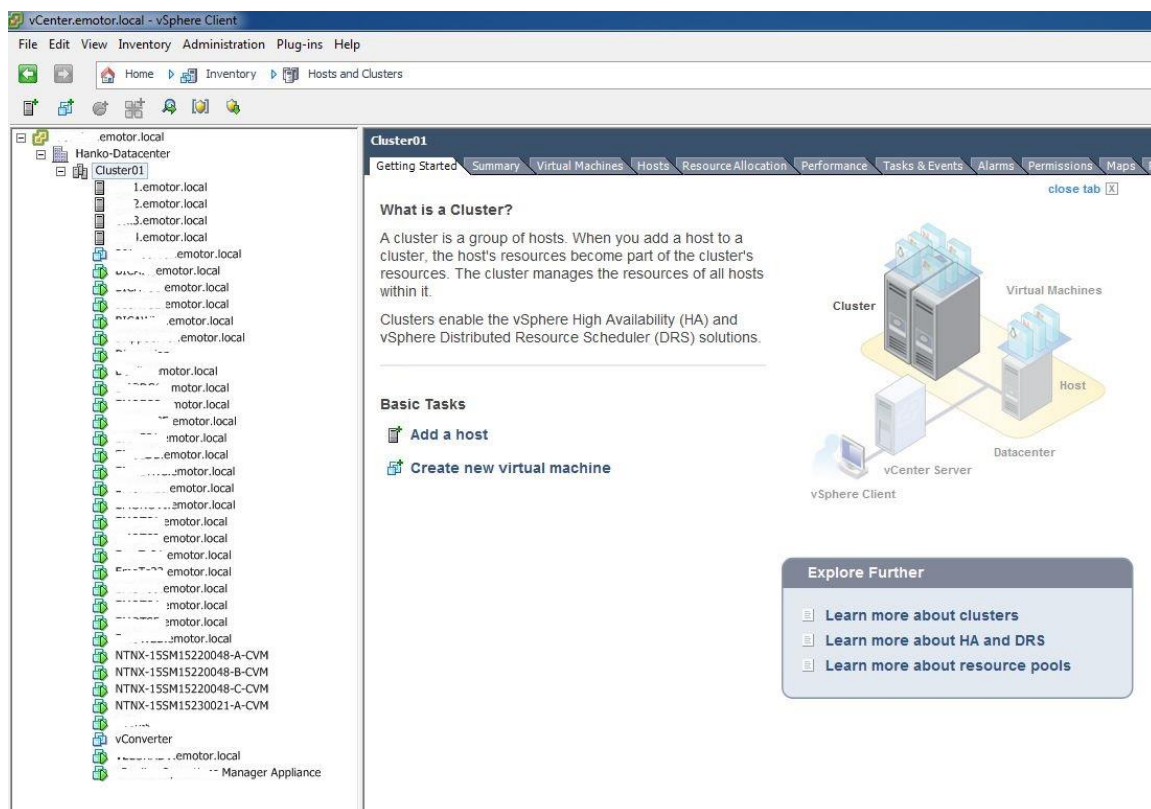 vCenter.emotor.local - vSphere Client
File Edit View Inventory Administration Plug-ins Help
Home Inventory Hosts and Clusters
.emotor.local
Hanko-Datacenter
Cluster01
1.emotor.local
2.emotor.local
3.emotor.local
.emotor.local
.emotor.local
emotor.local
emotor.local
emotor.local
.emotor.local
.emotor.local
motor.local
motor.local
motor.local
emotor.local
emotor.local
.emotor.local
.emotor.local
emotor.local
.emotor.local
emotor.local
emotor.local
emotor.local
emotor.local
emotor.local
emotor.local
emotor.local
.emotor.local
NTNX-15SM15220048-A-CVM
NTNX-15SM15220048-B-CVM
NTNX-15SM15220048-C-CVM
NTNX-15SM15230021-A-CVM
vConverter
.emotor.local
Manager Appliance
Cluster01
Getting Started Summary Virtual Machines Hosts Resource Allocation Performance Tasks & Events Alarms Permissions Maps
close tab X
What is a Cluster?
A cluster is a group of hosts. When you add a host to a
cluster, the host's resources become part of the cluster's
resources. The cluster manages the resources of all hosts
within it.
Clusters enable the vSphere High Availability (HA) and
vSphere Distributed Resource Scheduler (DRS) solutions.
Basic Tasks
Add a host
Create new virtual machine
Cluster
Virtual Machines
Host
Datacenter
vCenter Server
vSphere Client
Explore Further
Learn more about clusters
Learn more about HA and DRS
Learn more about resource pools